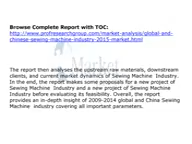 Browse Complete Report with TOC:
http://www.profresearchgroup.com/market-analysis/global-and-
chinese-sewing-machine-industry-2015-market.html
The report then analyses the upstream raw materials, downstream
clients, and current market dynamics of Sewing Machine Industry.
In the end, the report makes some proposals for a new project of
Sewing Machine Industry and a new project of Sewing Machine
Industry before evaluating its feasibility. Overall, the report
provides an in-depth insight of 2009-2014 global and China Sewing
Machine industry covering all important parameters.